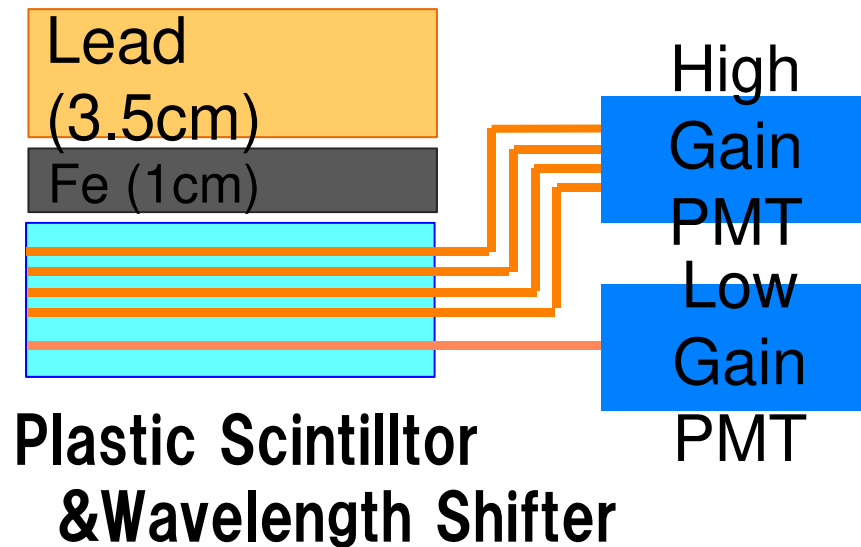 Lead
(3.5cm)
Fe (1cm)
High
Gain
PMT
Low
Gain
PMT
Plastic Scintilltor
&Wavelength Shifter